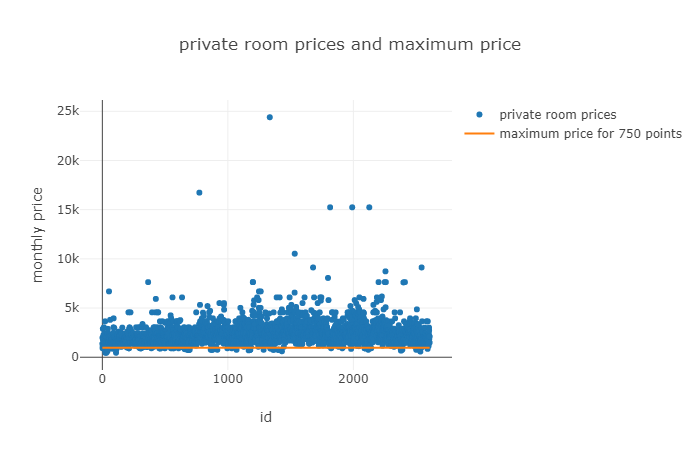 private room prices and maximum price
25k
20k
15k
10k
5k
0
monthly price
0
1000
2000
id
private room prices
maximum price for 750 points